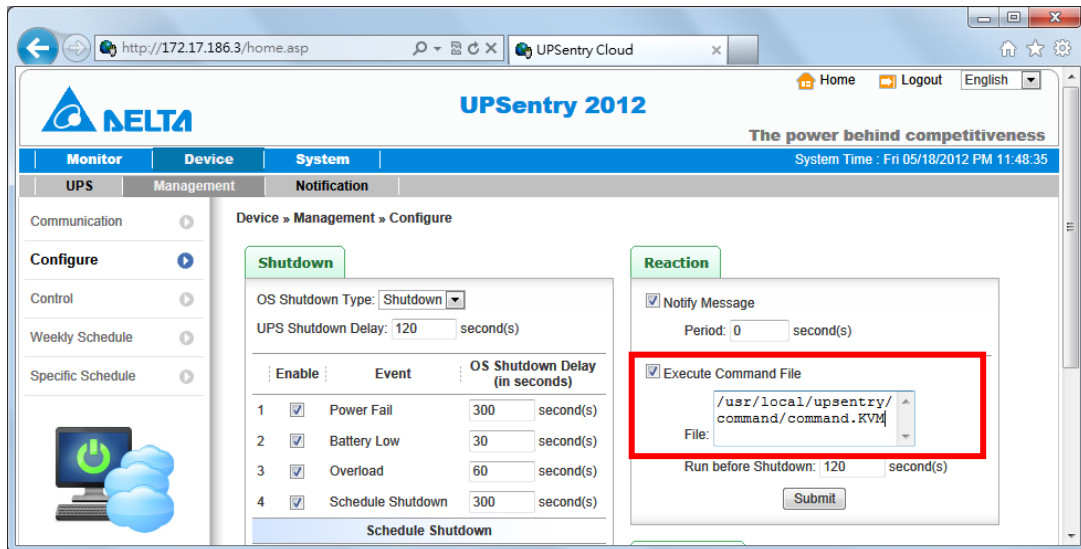 http://172.17.186.3/home.asp
UPSentry Cloud
Home
Logout
English
DELTA
UPSentry 2012
The power behind competitiveness
Monitor
Device
System
System Time : Fri 05/18/2012 PM 11:48:35
UPS
Management
Notification
Communication
Configure
Control
Weekly Schedule
Specific Schedule
Device » Management » Configure
Shutdown
OS Shutdown Type: Shutdown
UPS Shutdown Delay: 120 second(s)
Enable Event OS Shutdown Delay
(in seconds)
1 Power Fail 300 second(s)
2 Battery Low 30 second(s)
3 Overload 60 second(s)
4 Schedule Shutdown 300 second(s)
Schedule Shutdown
Reaction
Notify Message
Period: 0 second(s)
Execute Command File
/usr/local/upsentry/
command/command.KVM
File:
Run before Shutdown: 120 second(s)
Submit